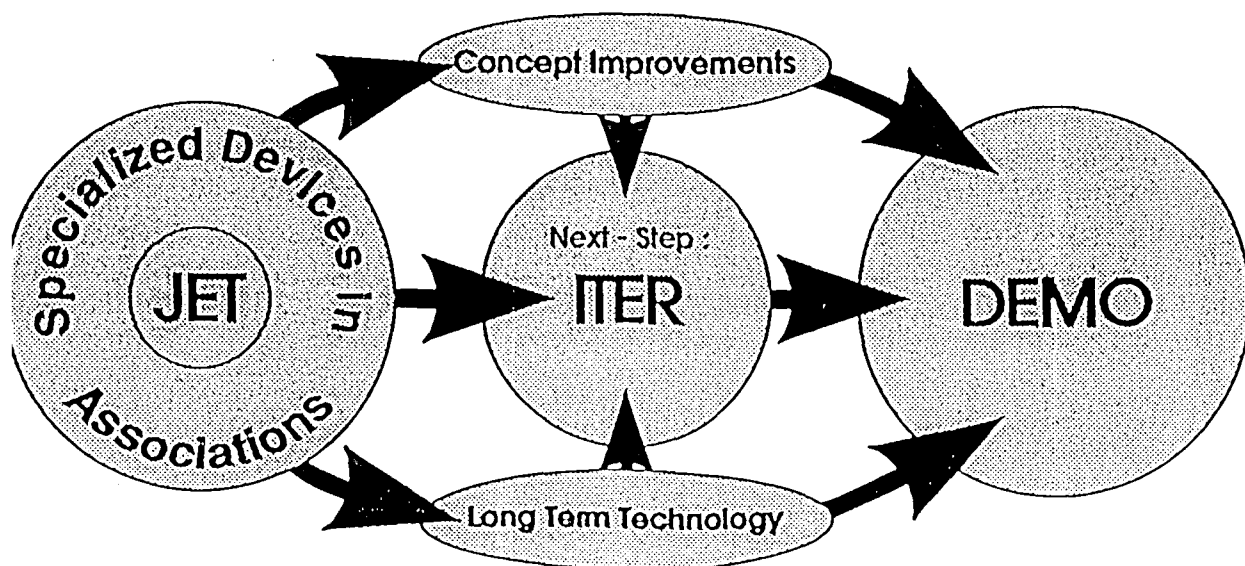 Concept Improvements
Specialized Devices in
JET
Associations
Next - Step :
ITER
DEMO
Long Term Technology